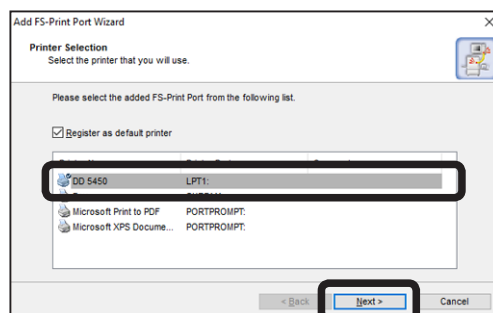 Add FS-Print Port Wizard
Printer Selection
Select the printer that you will use.
Please select the added FS-Print Port from the following list.
Register as default printer
DD 5450 LPT1:
Microsoft Print to PDF PORTPROMPT:
Microsoft XPS Docume... PORTPROMPT:
< Back Next > Cancel